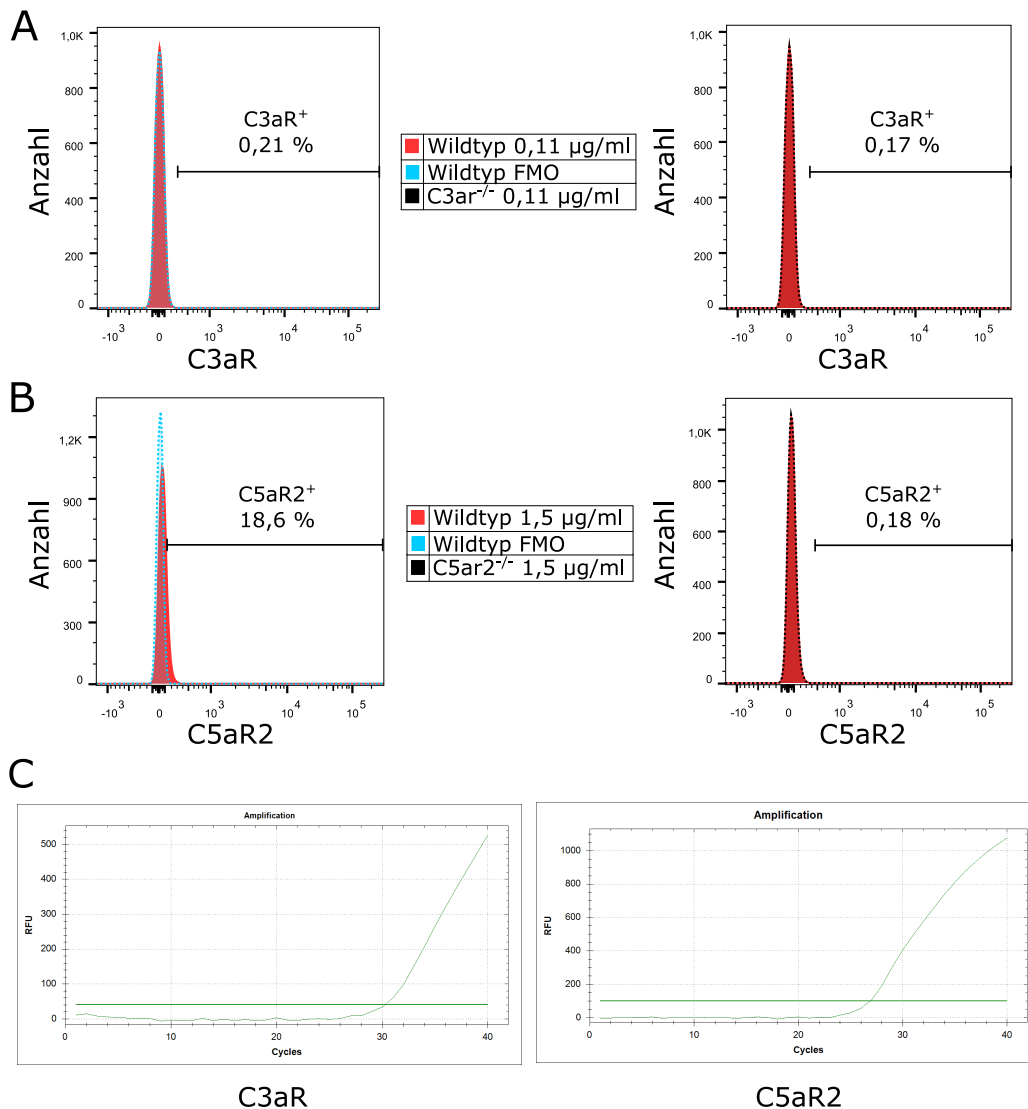 A
1,0K
800
600
400
200
0
Anzahl
C3aR⁺
0,21 %
-10³ 0 10³ 10⁴ 10⁵
C3aR
Wildtyp 0,11 µg/ml
Wildtyp FMO
C3ar⁻/⁻ 0,11 µg/ml
1,0K
800
600
400
200
0
Anzahl
C3aR⁺
0,17 %
-10³ 0 10³ 10⁴ 10⁵
C3aR
B
1,2K
900
600
300
0
Anzahl
C5aR2⁺
18,6 %
-10³ 0 10³ 10⁴ 10⁵
C5aR2
Wildtyp 1,5 µg/ml
Wildtyp FMO
C5ar2⁻/⁻ 1,5 µg/ml
1,0K
800
600
400
200
0
Anzahl
C5aR2⁺
0,18 %
-10³ 0 10³ 10⁴ 10⁵
C5aR2
C
Amplification
500
400
300
200
100
0
RFU
0 10 20 30 40
Cycles
C3aR
Amplification
1000
800
600
400
200
0
RFU
0 10 20 30 40
Cycles
C5aR2